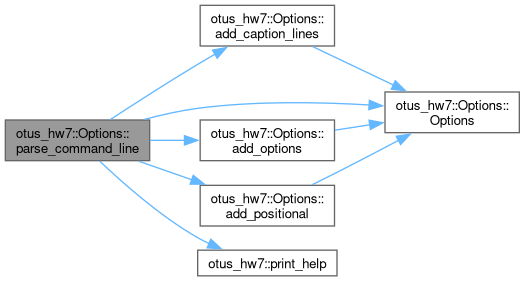 otus_hw7::Options::
add_caption_lines
otus_hw7::Options::
Options
otus_hw7::Options::
parse_command_line
otus_hw7::Options::
add_options
otus_hw7::Options::
add_positional
otus_hw7::print_help